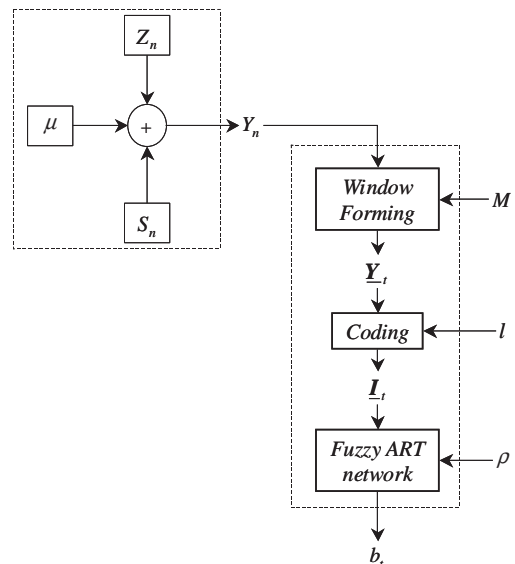 Z_n
μ
+
Y_n
S_n
Window
Forming
M
Y_t
Coding
l
I_t
Fuzzy ART
network
ρ
b_t